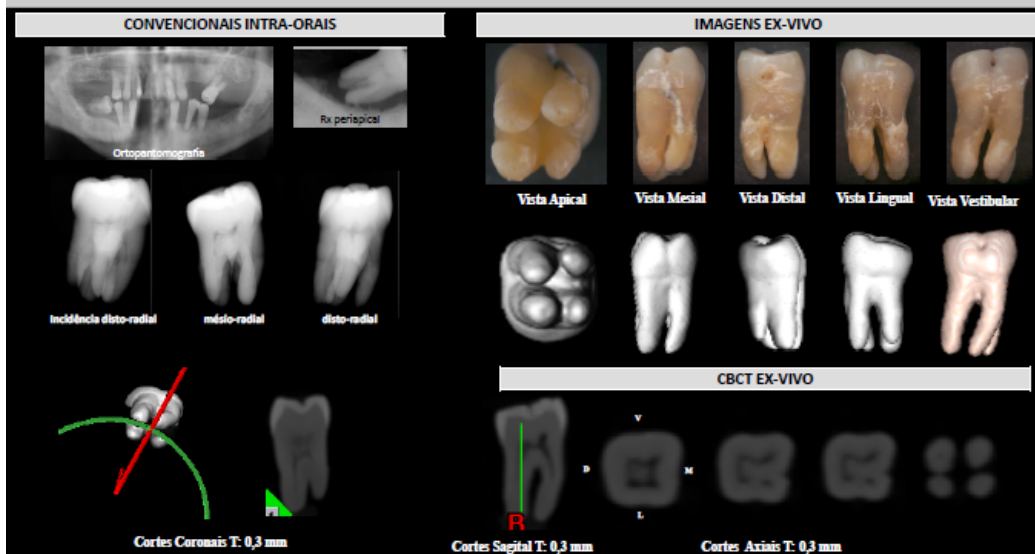 CONVENCIONAIS INTRA-ORAIS
Ortopantomografia
Rx periapical
Incidência disto-radial
mésio-radial
disto-radial
IMAGENS EX-VIVO
Vista Apical
Vista Mesial
Vista Distal
Vista Lingual
Vista Vestibular
CBCT EX-VIVO
V
D
M
L
R
Cortes Coronais T: 0,3 mm
Cortes Sagital T: 0,3 mm
Cortes Axiais T: 0,3 mm